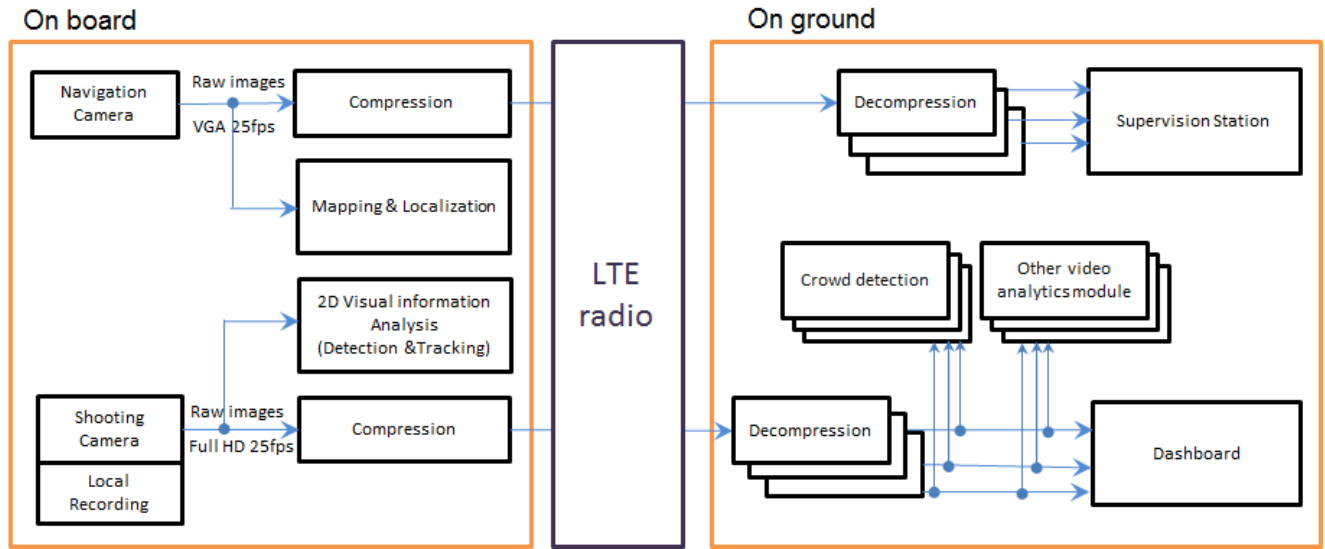 On board
On ground
Navigation
Camera
Raw images
VGA 25fps
Compression
Mapping & Localization
2D Visual information
Analysis
(Detection &Tracking)
Shooting
Camera
Local
Recording
Raw images
Full HD 25fps
Compression
LTE
radio
Decompression
Supervision Station
Crowd detection
Other video
analytics module
Decompression
Dashboard